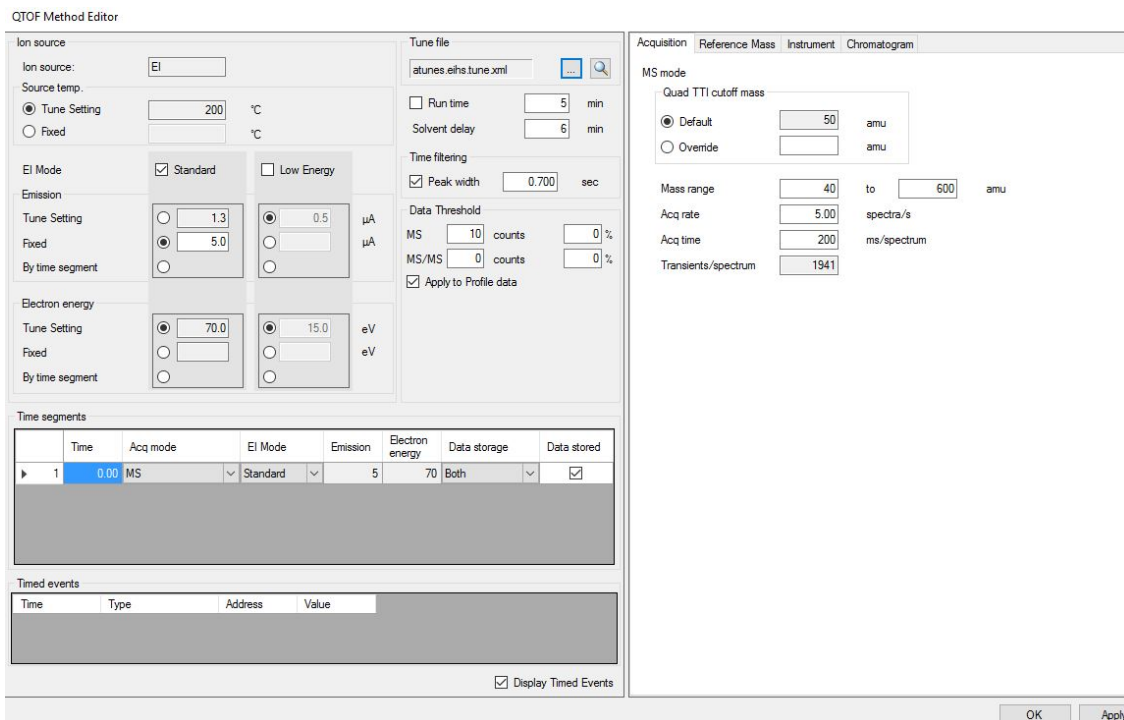 QTOF Method Editor
Ion source
Ion source: EI
Source temp.
Tune Setting 200 °C
Fixed °C
EI Mode Standard Low Energy
Emission
Tune Setting 1.3 0.5 µA
Fixed 5.0 µA
By time segment
Electron energy
Tune Setting 70.0 15.0 eV
Fixed eV
By time segment
Tune file
atunes.eihs.tune.xml ...
Run time 5 min
Solvent delay 6 min
Time filtering
Peak width 0.700 sec
Data Threshold
MS 10 counts 0 %
MS/MS 0 counts 0 %
Apply to Profile data
Time segments
Time Acq mode EI Mode Emission Electron energy Data storage Data stored
1 0.00 MS Standard 5 70 Both
Timed events
Time Type Address Value
Display Timed Events
Acquisition Reference Mass Instrument Chromatogram
MS mode
Quad TTI cutoff mass
Default 50 amu
Override amu
Mass range 40 to 600 amu
Acq rate 5.00 spectra/s
Acq time 200 ms/spectrum
Transients/spectrum 1941
OK Apply